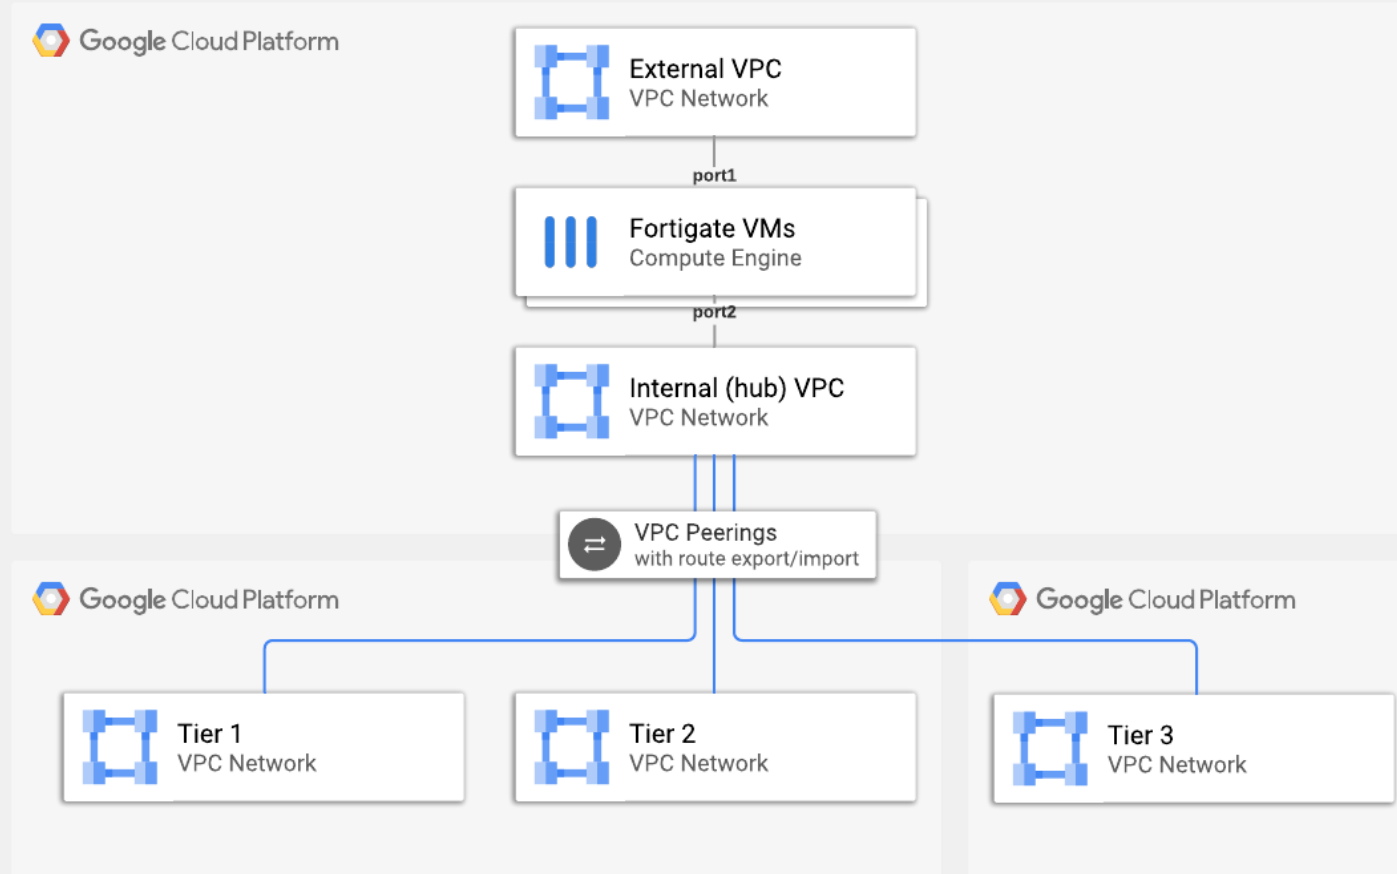 Google Cloud Platform
External VPC
VPC Network
port1
Fortigate VMs
Compute Engine
port2
Internal (hub) VPC
VPC Network
VPC Peerings
with route export/import
Google Cloud Platform
Google Cloud Platform
Tier 1
VPC Network
Tier 2
VPC Network
Tier 3
VPC Network